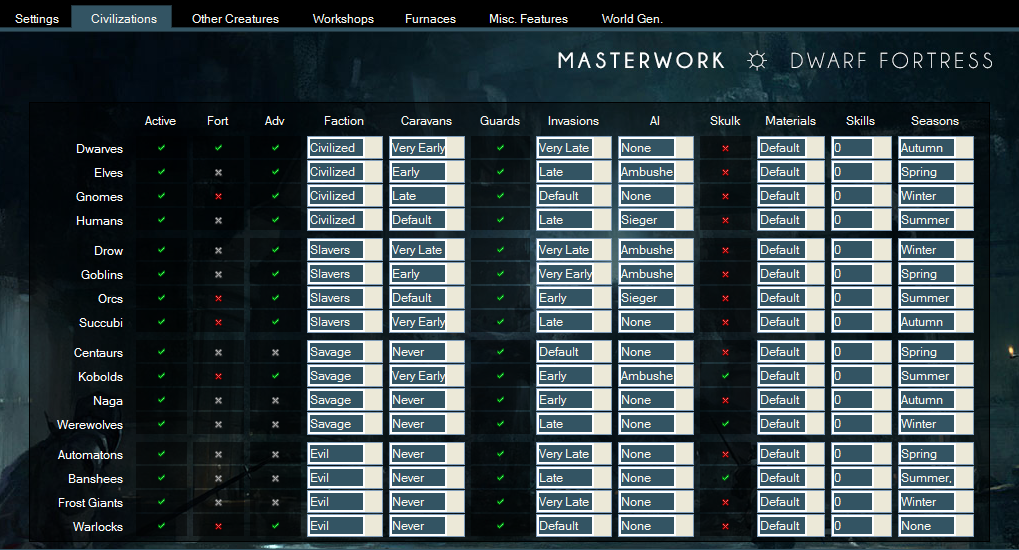 Settings Civilizations Other Creatures Workshops Furnaces Misc. Features World Gen.
MASTERWORK DWARF FORTRESS
Active Fort Adv Faction Caravans Guards Invasions AI Skulk Materials Skills Seasons
Dwarves Civilized Very Early Very Late None Default 0 Autumn
Elves Civilized Early Late Ambushe Default 0 Spring
Gnomes Civilized Late Default None Default 0 Winter
Humans Civilized Default Late Sieger Default 0 Summer
Drow Slavers Very Late Very Late Ambushe Default 0 Winter
Goblins Slavers Early Very Early Ambushe Default 0 Spring
Orcs Slavers Default Early Sieger Default 0 Summer
Succubi Slavers Very Early Late None Default 0 Autumn
Centaurs Savage Never Default None Default 0 Spring
Kobolds Savage Very Early Early Ambushe Default 0 Summer
Naga Savage Never Early None Default 0 Autumn
Werewolves Savage Never Late None Default 0 Winter
Automatons Evil Never Very Late None Default 0 Spring
Banshees Evil Never Late None Default 0 Summer,
Frost Giants Evil Never Very Late None Default 0 Winter
Warlocks Evil Never Default None Default 0 None